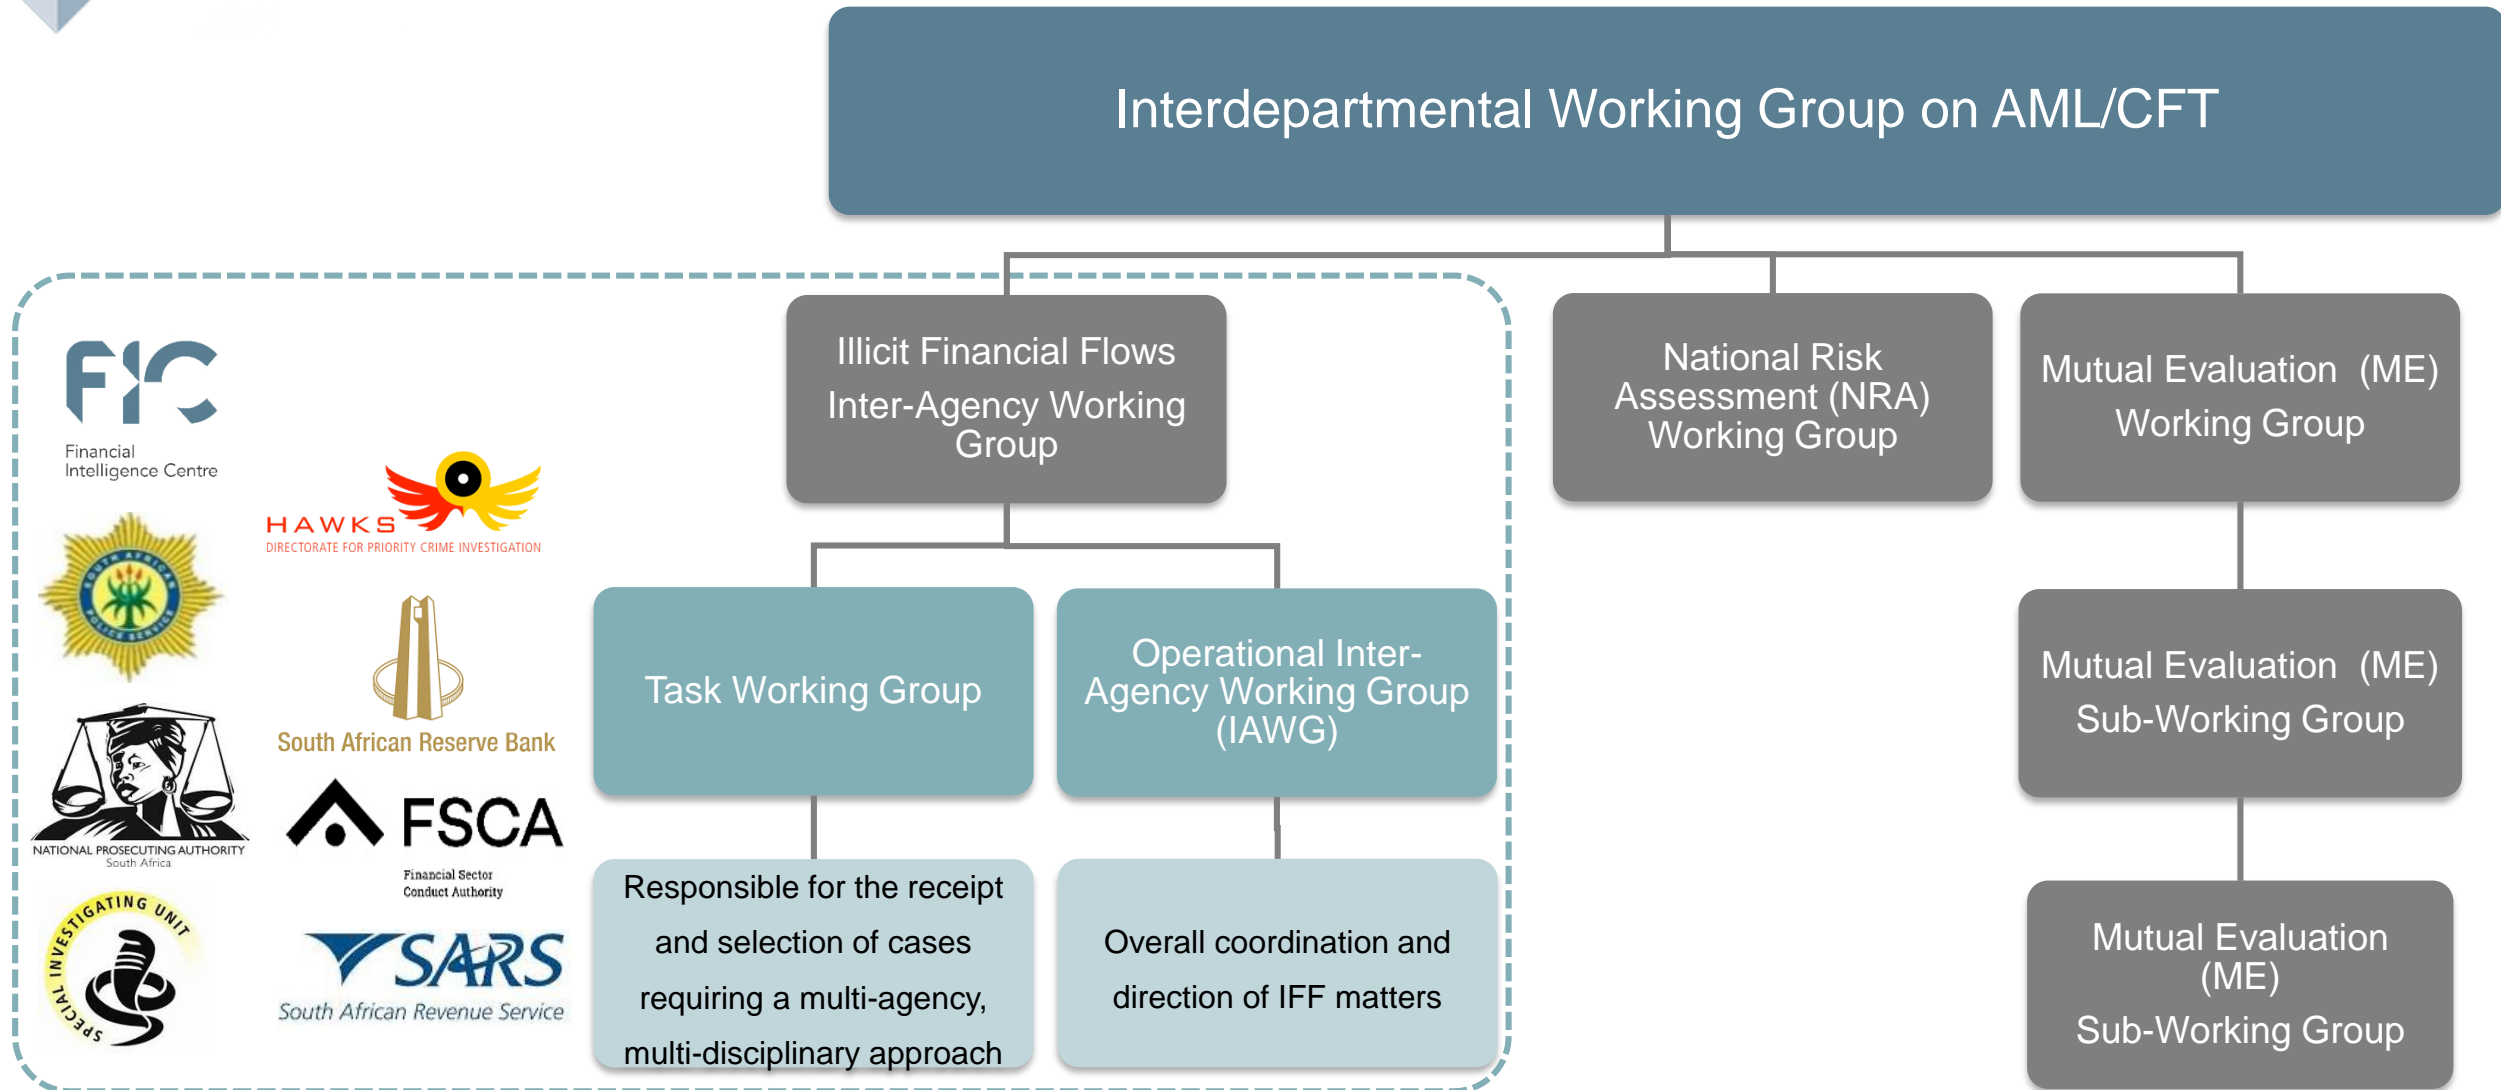 Interdepartmental Working Group on AML/CFT
Illicit Financial Flows
Inter-Agency Working
Group
National Risk
Assessment (NRA)
Working Group
Mutual Evaluation (ME)
Working Group
FIC
Financial
Intelligence Centre
HAWKS
DIRECTORATE FOR PRIORITY CRIME INVESTIGATION
SOUTH AFRICAN
POLICE SERVICE
South African Reserve Bank
NATIONAL PROSECUTING AUTHORITY
South Africa
FSCA
Financial Sector
Conduct Authority
SPECIAL INVESTIGATING UNIT
SARS
South African Revenue Service
Task Working Group
Operational Inter-
Agency Working Group
(IAWG)
Mutual Evaluation (ME)
Sub-Working Group
Responsible for the receipt
and selection of cases
requiring a multi-agency,
multi-disciplinary approach
Overall coordination and
direction of IFF matters
Mutual Evaluation
(ME)
Sub-Working Group